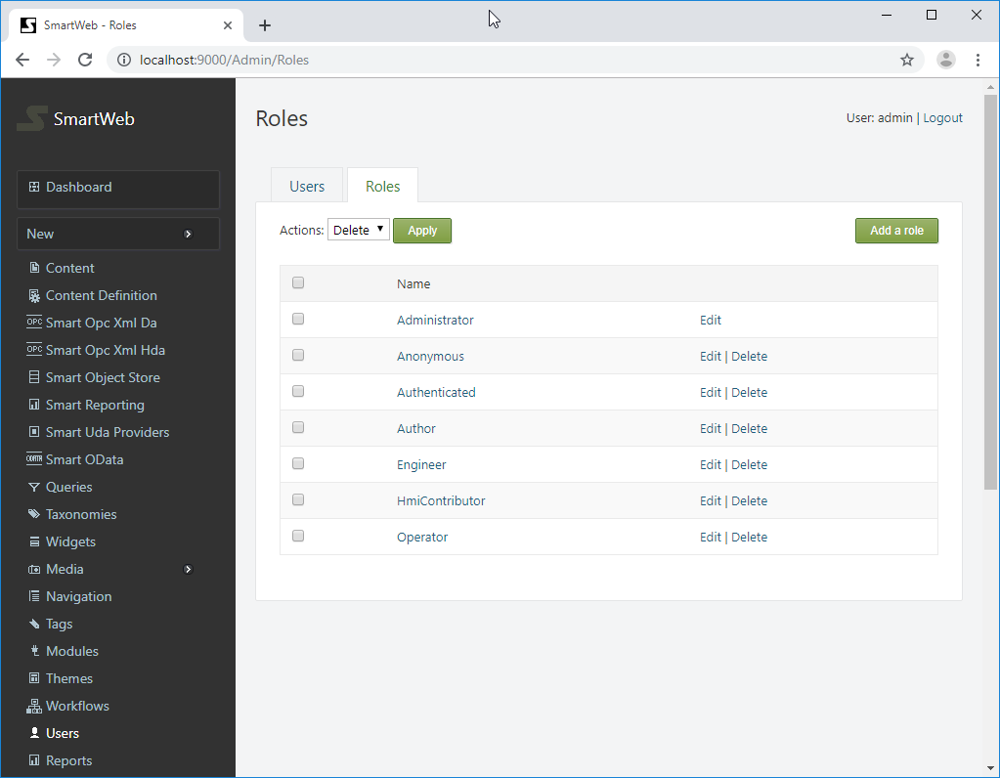 SmartWeb - Roles
localhost:9000/Admin/Roles
SmartWeb
Dashboard
New
Content
Content Definition
OPC Smart Opc Xml Da
OPC Smart Opc Xml Hda
Smart Object Store
Smart Reporting
Smart Uda Providers
Smart OData
Queries
Taxonomies
Widgets
Media
Navigation
Tags
Modules
Themes
Workflows
Users
Reports
Roles
User: admin | Logout
Users
Roles
Actions: Delete Apply
Add a role
Name
Administrator Edit
Anonymous Edit | Delete
Authenticated Edit | Delete
Author Edit | Delete
Engineer Edit | Delete
HmiContributor Edit | Delete
Operator Edit | Delete